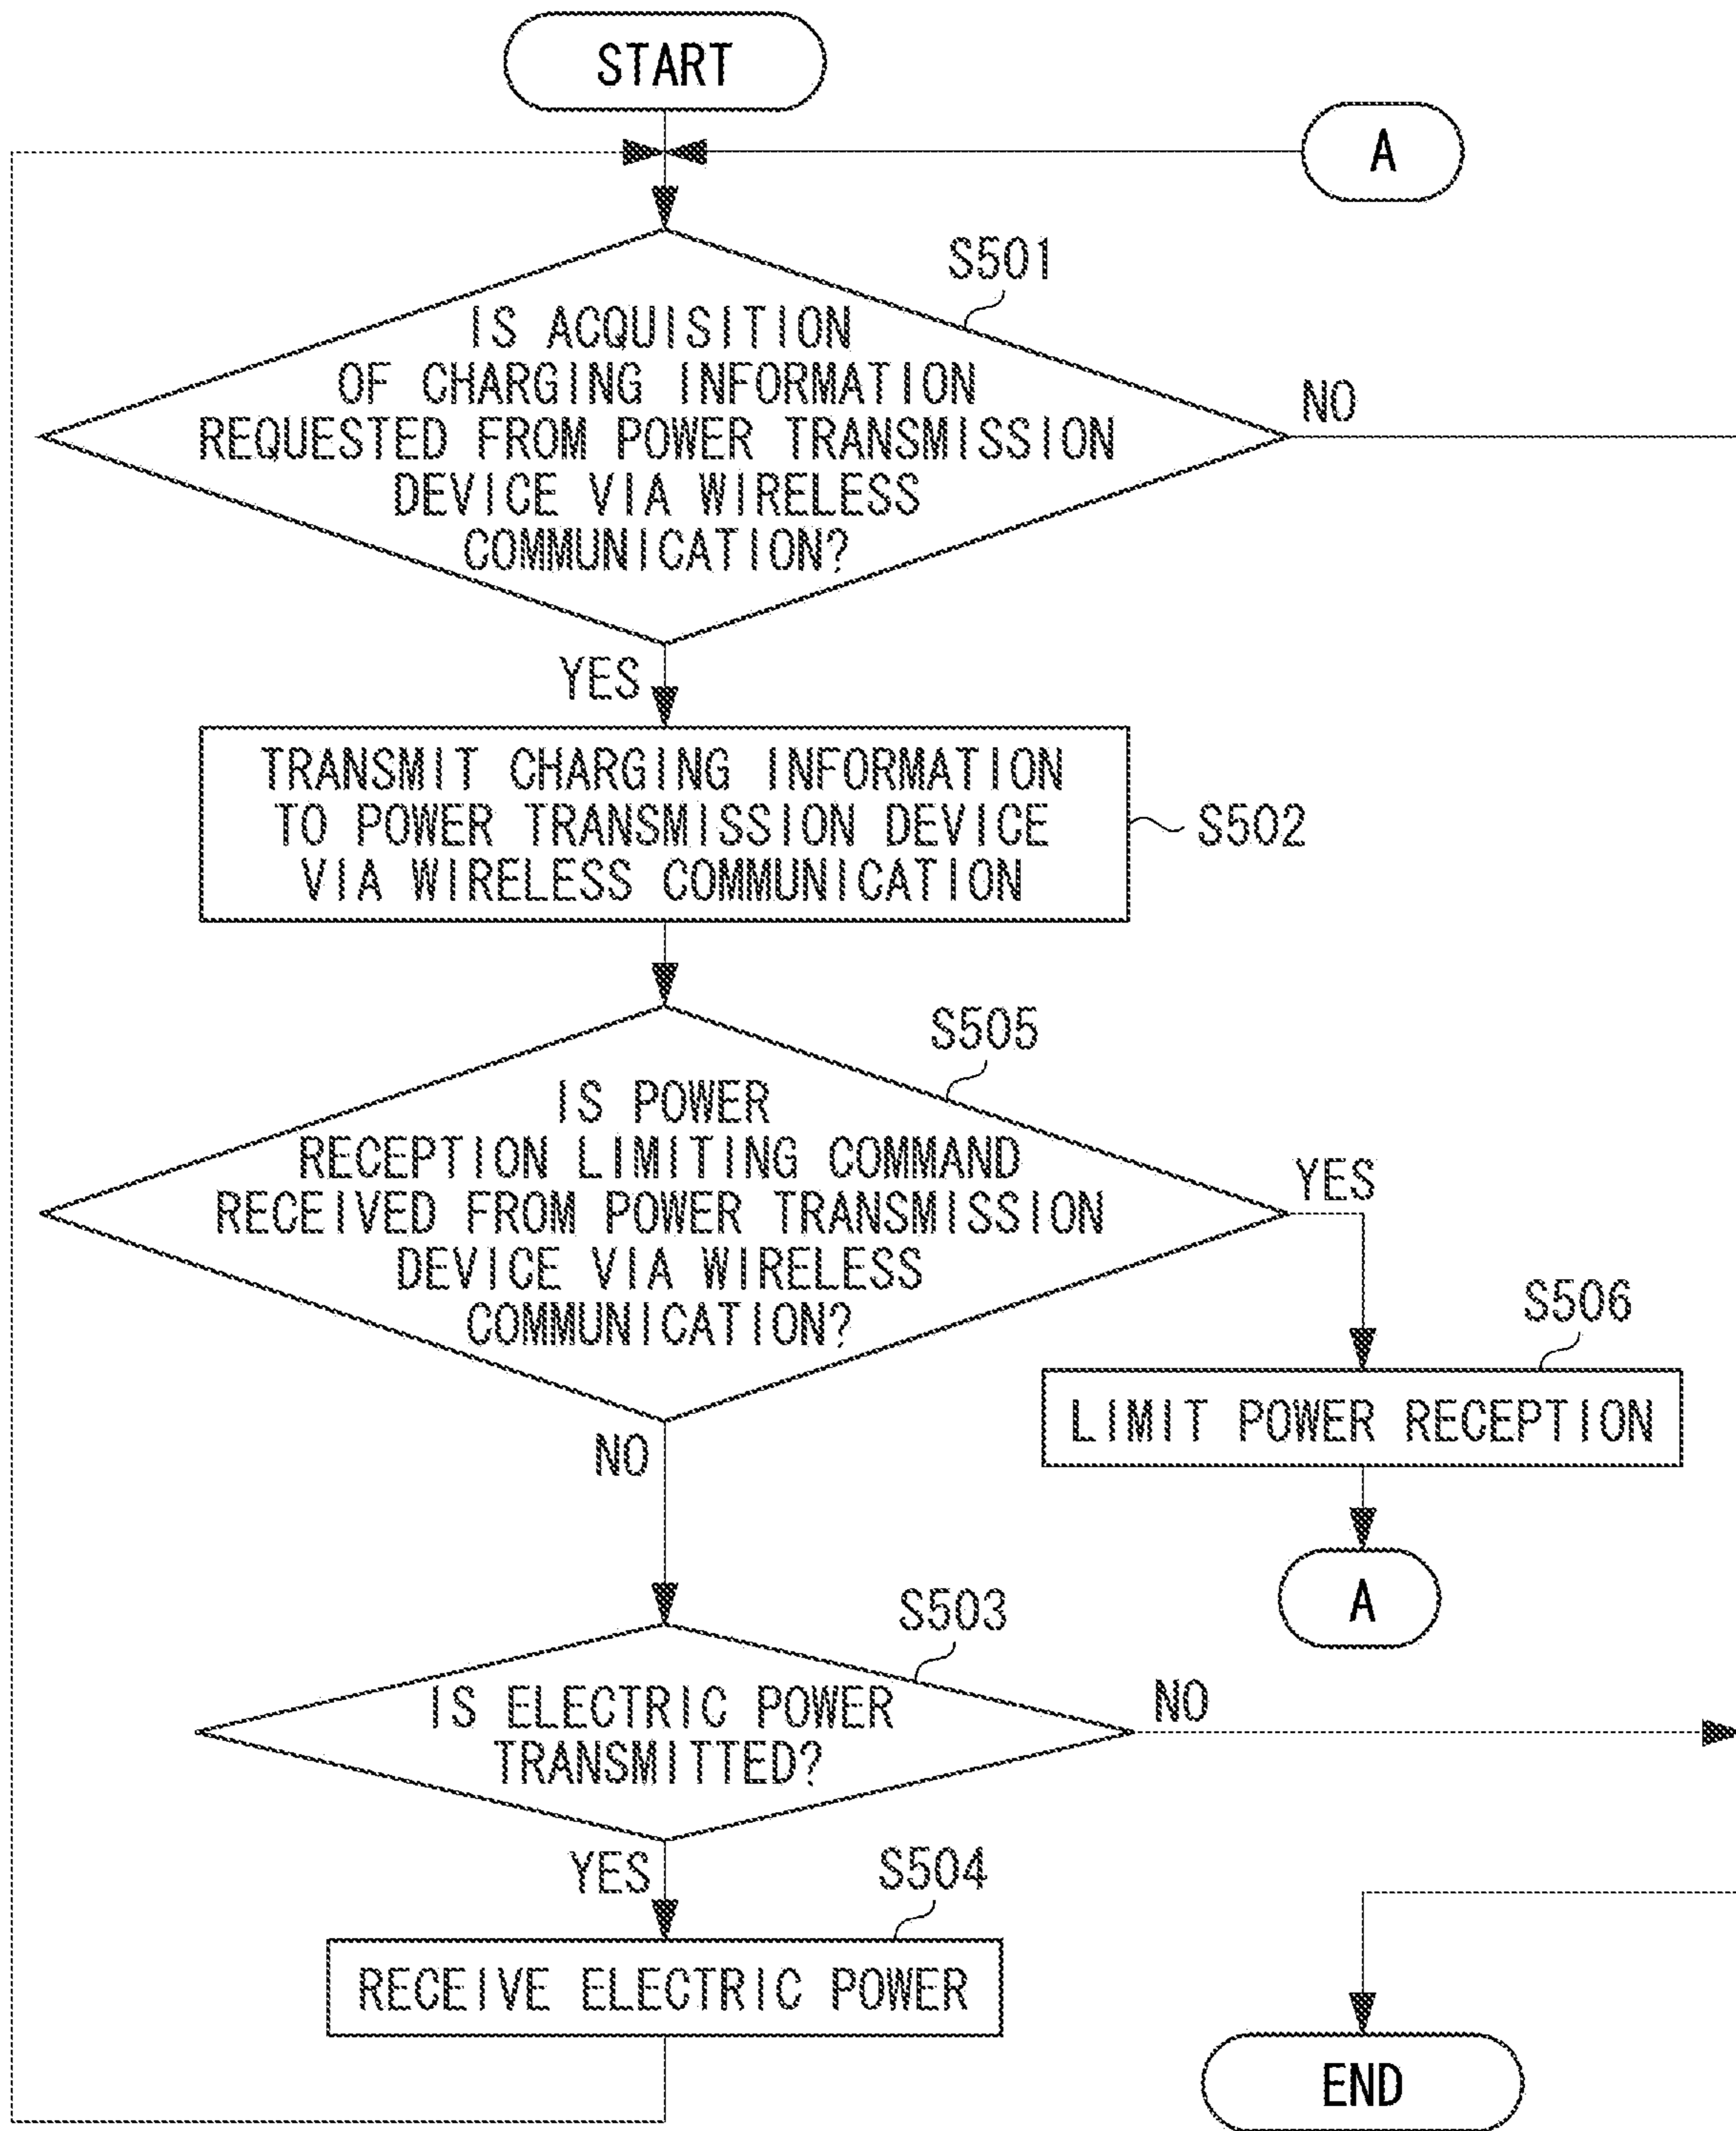 START
A
S501
IS ACQUISITION
OF CHARGING INFORMATION
REQUESTED FROM POWER TRANSMISSION
DEVICE VIA WIRELESS
COMMUNICATION?
NO
YES
TRANSMIT CHARGING INFORMATION
TO POWER TRANSMISSION DEVICE
VIA WIRELESS COMMUNICATION
S502
S505
IS POWER
RECEPTION LIMITING COMMAND
RECEIVED FROM POWER TRANSMISSION
DEVICE VIA WIRELESS
COMMUNICATION?
YES
S506
LIMIT POWER RECEPTION
NO
A
S503
IS ELECTRIC POWER
TRANSMITTED?
NO
YES
S504
RECEIVE ELECTRIC POWER
END